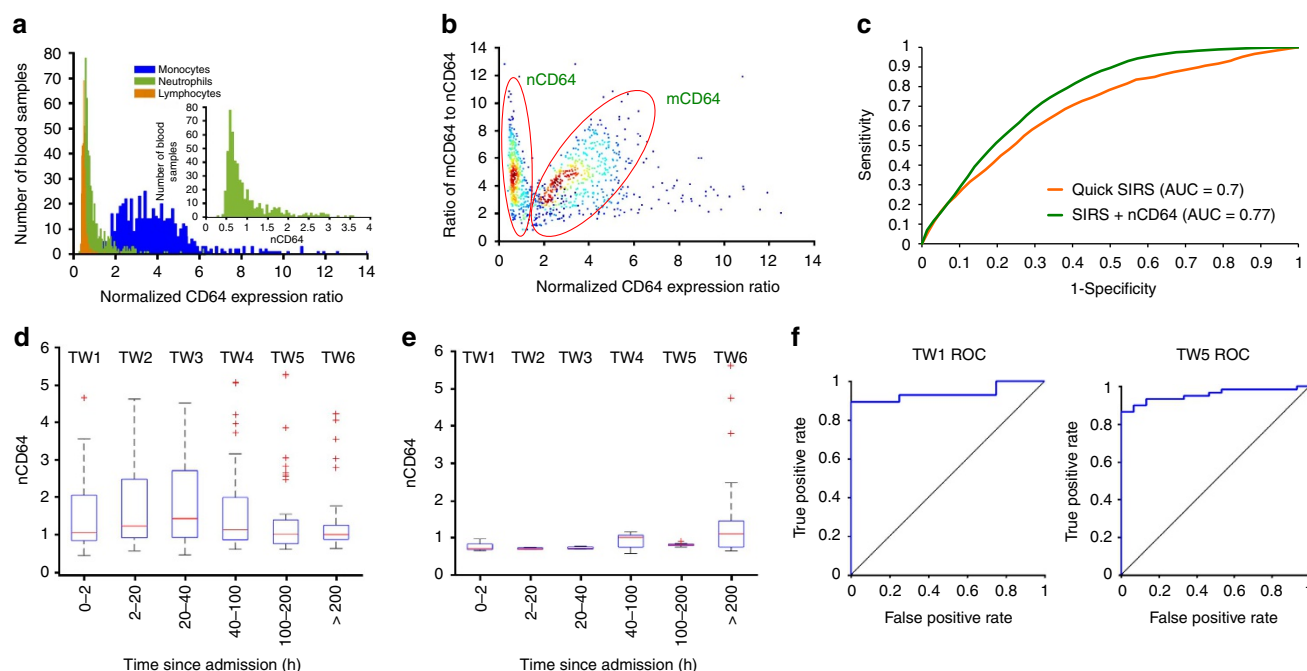 a
80
70
60
50
40
30
20
10
0
Number of blood samples
Monocytes
Neutrophils
Lymphocytes
80
70
60
50
40
30
20
10
0
Number of blood
samples
0 0.5 1 1.5 2 2.5 3 3.5 4
nCD64
0 2 4 6 8 10 12 14
Normalized CD64 expression ratio
b
14
12
10
8
6
4
2
0
Ratio of mCD64 to nCD64
nCD64
mCD64
0 2 4 6 8 10 12 14
Normalized CD64 expression ratio
c
1
0.9
0.8
0.7
0.6
0.5
0.4
0.3
0.2
0.1
0
Sensitivity
Quick SIRS (AUC = 0.7)
SIRS + nCD64 (AUC = 0.77)
0.1 0.2 0.3 0.4 0.5 0.6 0.7 0.8 0.9 1
1-Specificity
d
TW1 TW2 TW3 TW4 TW5 TW6
6
5
4
3
2
1
0
nCD64
0–2 2–20 20–40 40–100 100–200 > 200
Time since admission (h)
e
TW1 TW2 TW3 TW4 TW5 TW6
6
5
4
3
2
1
0
nCD64
0–2 2–20 20–40 40–100 100–200 > 200
Time since admission (h)
f
TW1 ROC
1
0.8
0.6
0.4
0.2
0
True positive rate
0 0.2 0.4 0.6 0.8 1
False positive rate
TW5 ROC
1
0.8
0.6
0.4
0.2
0
True positive rate
0 0.2 0.4 0.6 0.8 1
False positive rate